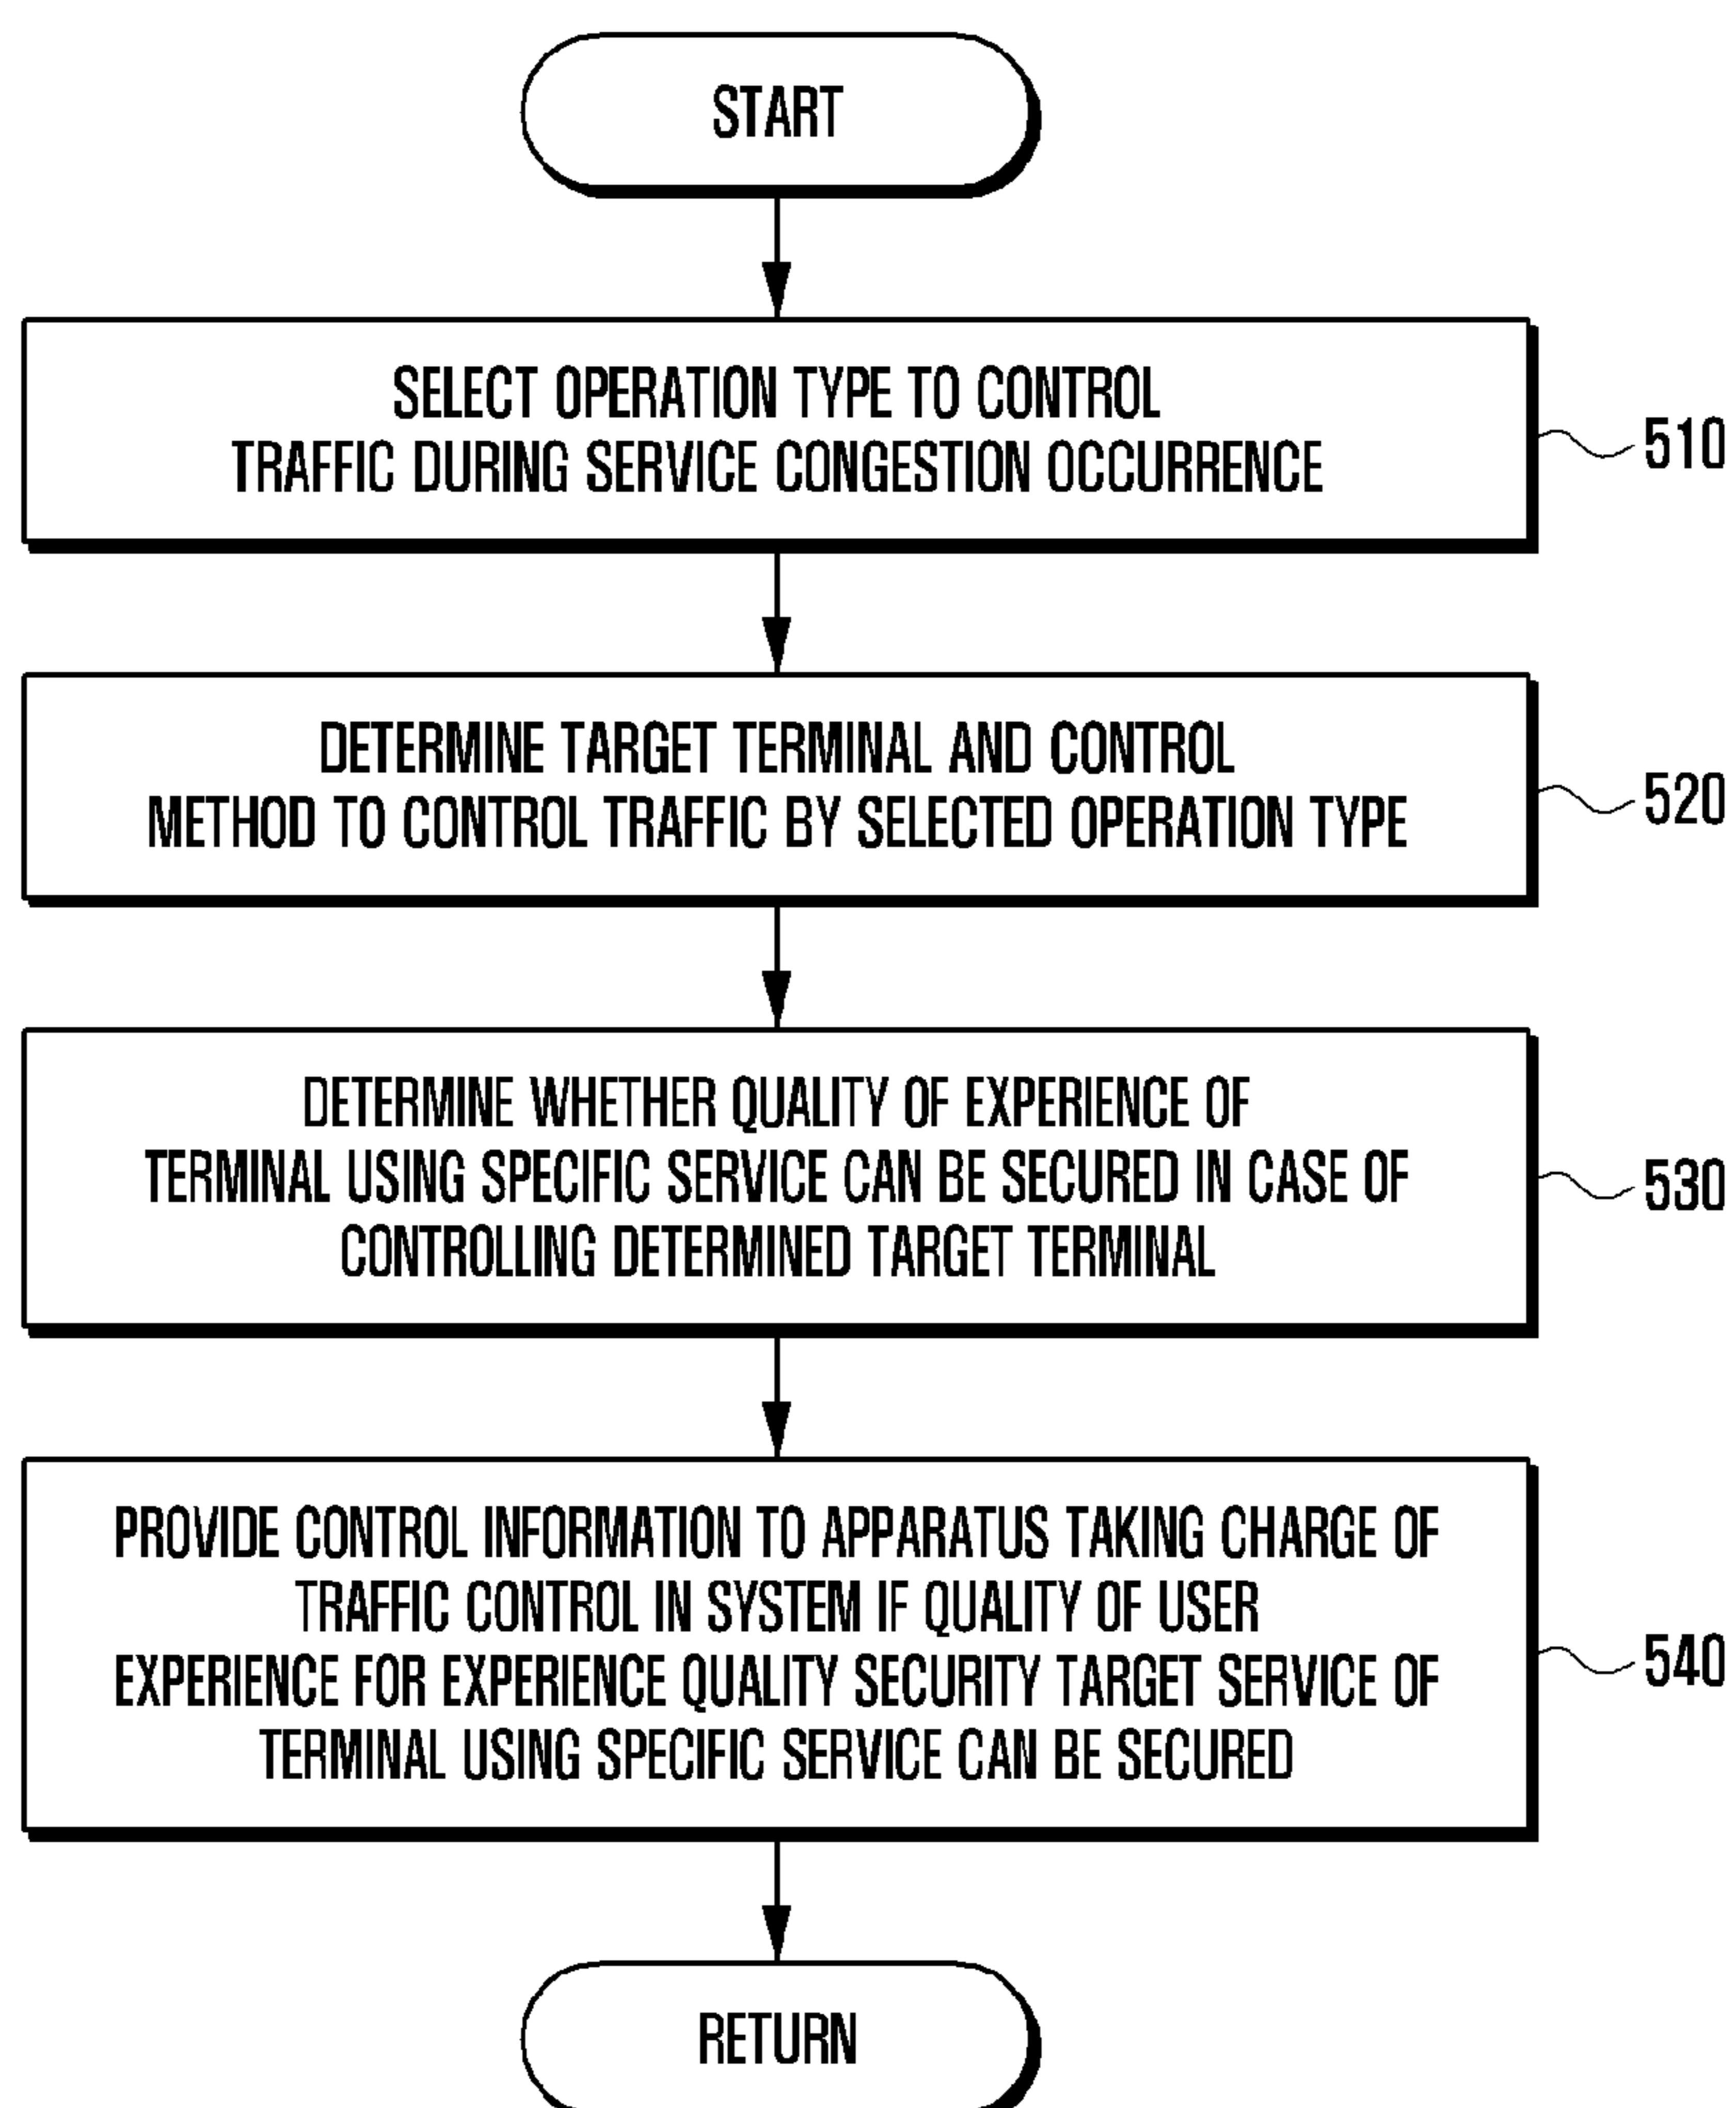 START
SELECT OPERATION TYPE TO CONTROL
TRAFFIC DURING SERVICE CONGESTION OCCURRENCE
510
DETERMINE TARGET TERMINAL AND CONTROL
METHOD TO CONTROL TRAFFIC BY SELECTED OPERATION TYPE
520
DETERMINE WHETHER QUALITY OF EXPERIENCE OF
TERMINAL USING SPECIFIC SERVICE CAN BE SECURED IN CASE OF
CONTROLLING DETERMINED TARGET TERMINAL
530
PROVIDE CONTROL INFORMATION TO APPARATUS TAKING CHARGE OF
TRAFFIC CONTROL IN SYSTEM IF QUALITY OF USER
EXPERIENCE FOR EXPERIENCE QUALITY SECURITY TARGET SERVICE OF
TERMINAL USING SPECIFIC SERVICE CAN BE SECURED
540
RETURN